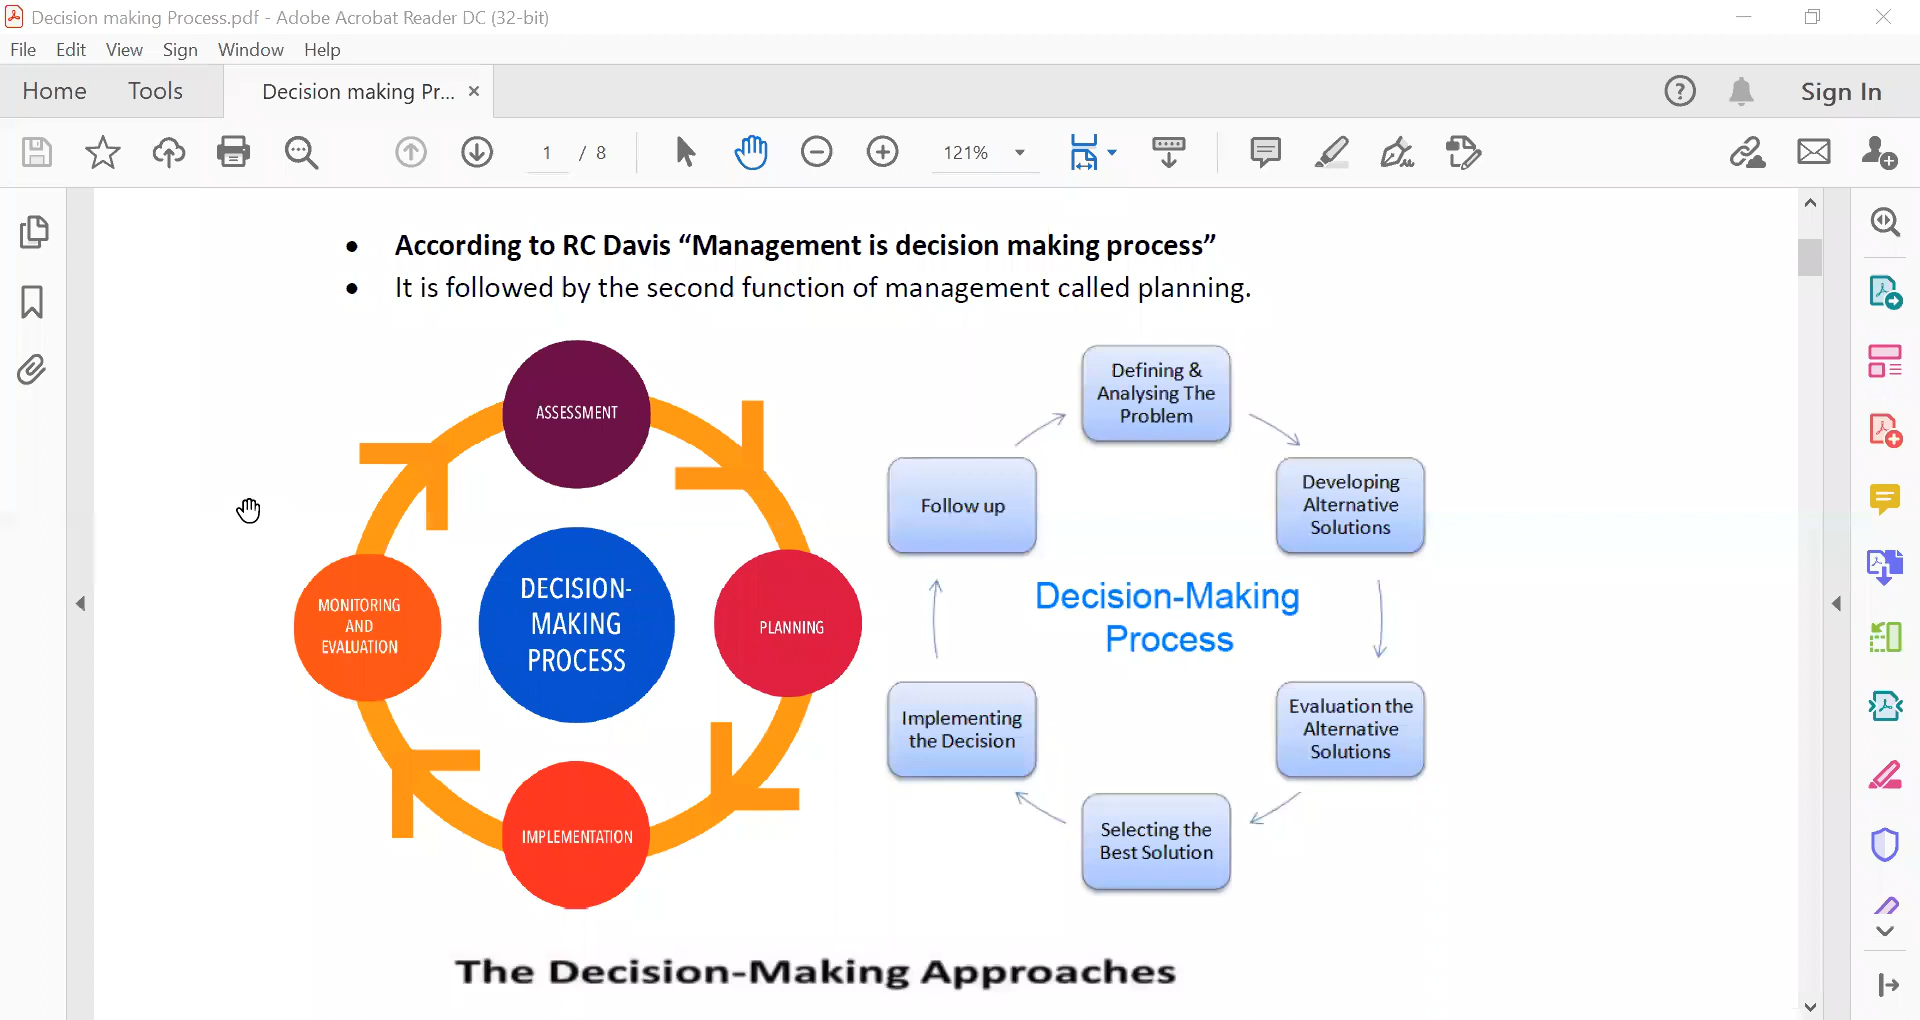 Decision making Process.pdf - Adobe Acrobat Reader DC (32-bit)
File Edit View Sign Window Help
Home Tools Decision making Pr... × Sign In
1 / 8 121%
• According to RC Davis “Management is decision making process”
• It is followed by the second function of management called planning.
ASSESSMENT
PLANNING
IMPLEMENTATION
MONITORING
AND
EVALUATION
DECISION-
MAKING
PROCESS
Defining &
Analysing The
Problem
Developing
Alternative
Solutions
Evaluation the
Alternative
Solutions
Selecting the
Best Solution
Implementing
the Decision
Follow up
Decision-Making
Process
The Decision-Making Approaches